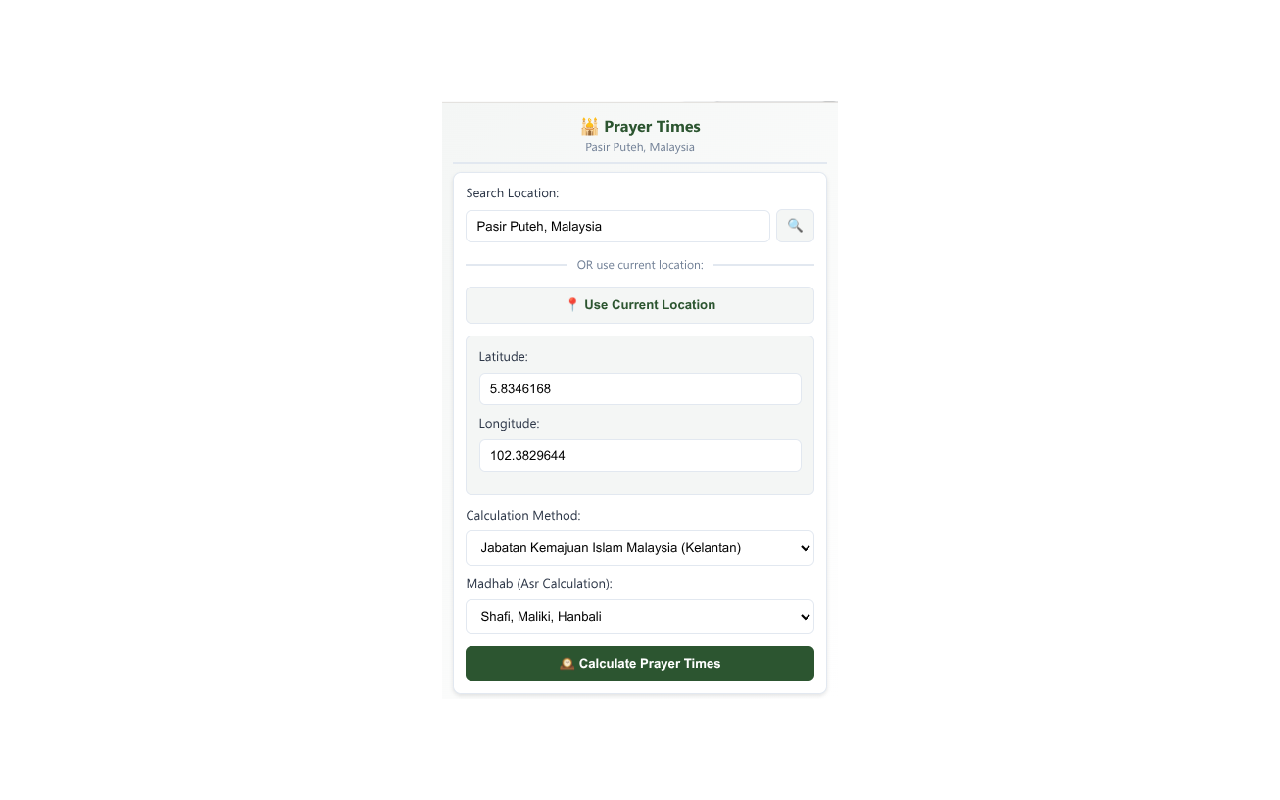 Prayer Times
Pasir Puteh, Malaysia
Search Location:
Pasir Puteh, Malaysia
OR use current location:
Use Current Location
Latitude:
5.8346168
Longitude:
102.3829644
Calculation Method:
Jabatan Kemajuan Islam Malaysia (Kelantan)
Madhab (Asr Calculation):
Shafi, Maliki, Hanbali
Calculate Prayer Times